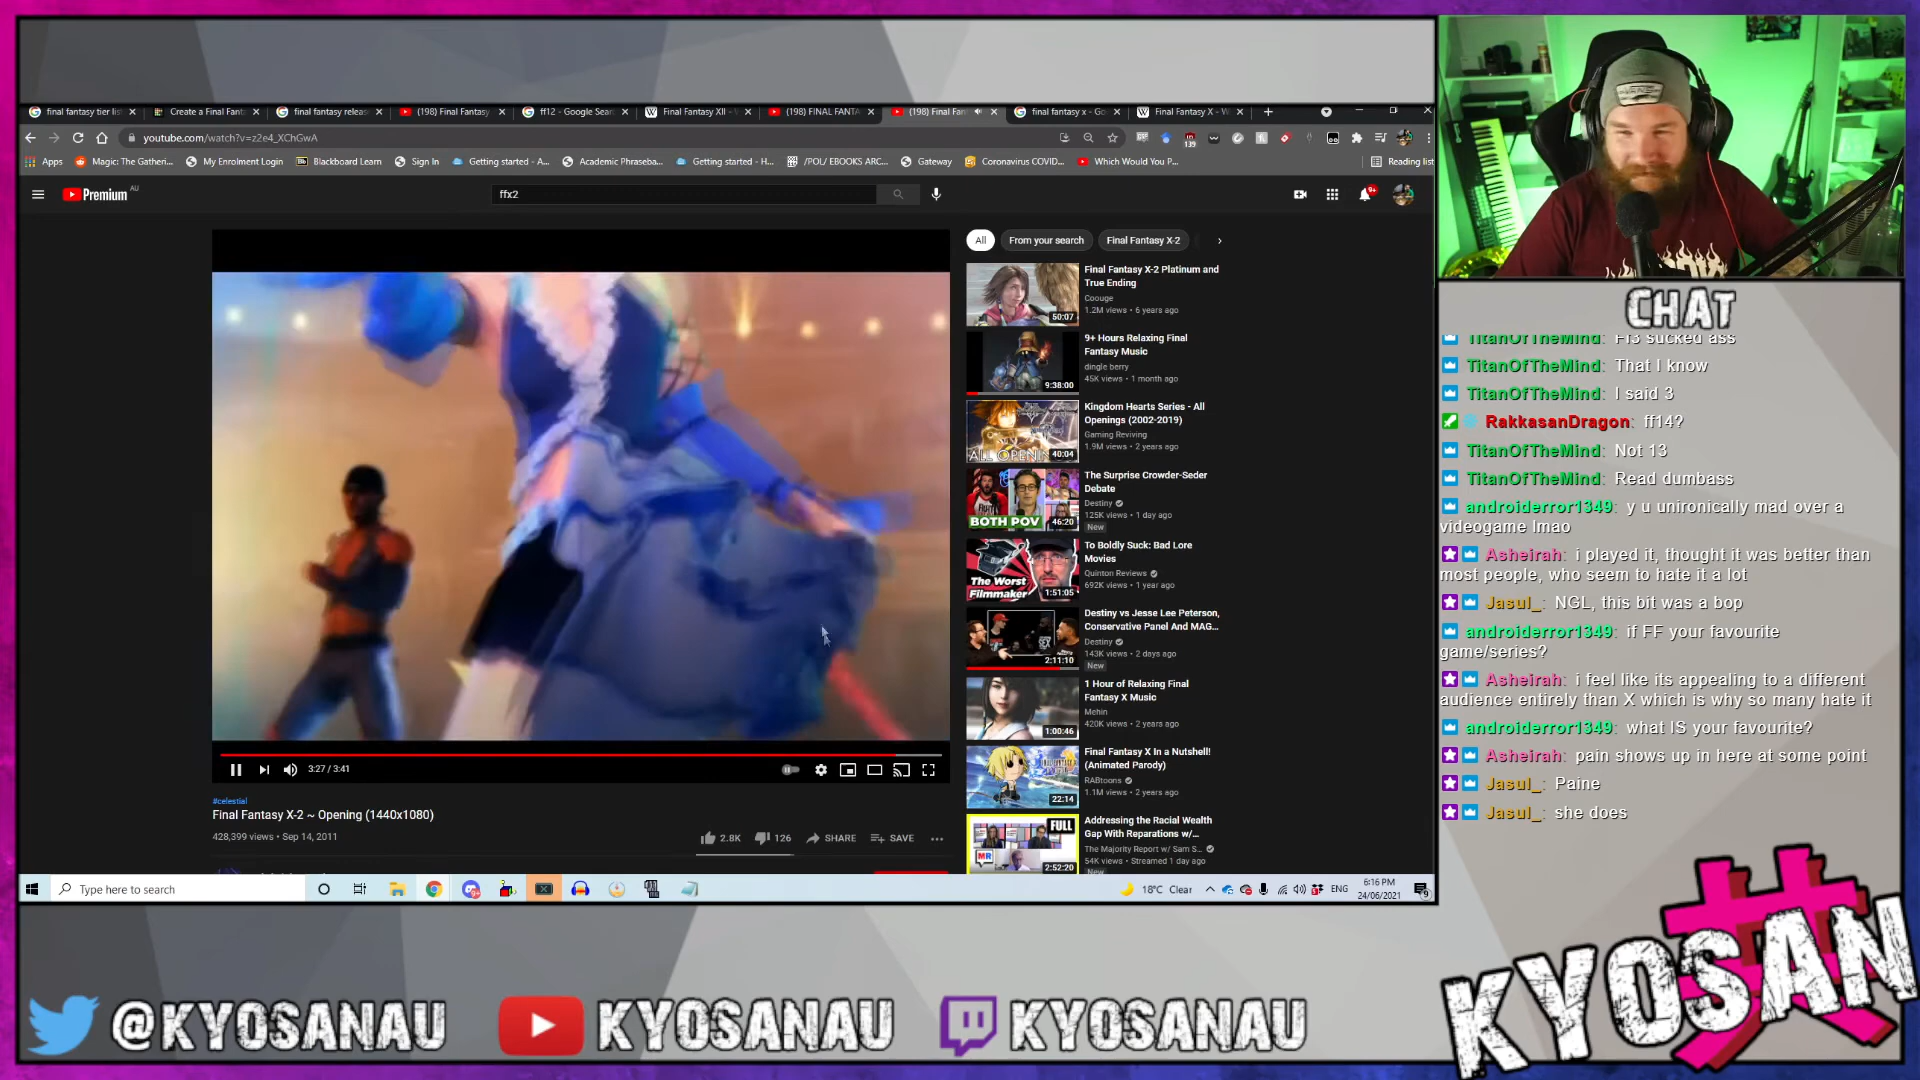 final fantasy tier lis
Create a Final Fant
final fantasy releas
(198) Final Fantasy
ff12 - Google Sear
Final Fantasy XII - W
(198) FINAL FANTA
(198) Final Fan
final fantasy x - Go
Final Fantasy X - W
youtube.com/watch?v=z2e4_XChGwA
139
Apps
Magic: The Gatheri...
My Enrolment Login
Blackboard Learn
Sign In
Getting started - A...
Academic Phraseba...
Getting started - H...
/POL/ EBOOKS ARC...
Gateway
Coronavirus COVID...
Which Would You P...
Reading list
Premium AU
ffx2
9+
All
From your search
Final Fantasy X-2
Final Fantasy X-2 Platinum and
True Ending
Coouge
1.2M views • 6 years ago
50:07
9+ Hours Relaxing Final
Fantasy Music
dingle berry
45K views • 1 month ago
9:38:00
Kingdom Hearts Series - All
Openings (2002-2019)
Gaming Reviving
1.9M views • 2 years ago
ALL OPENIN
40:04
The Surprise Crowder-Seder
Debate
Destiny
125K views • 1 day ago
New
BOTH POV
46:20
To Boldly Suck: Bad Lore
Movies
Quinton Reviews
692K views • 1 year ago
The Worst
Filmmaker
1:51:05
Destiny vs Jesse Lee Peterson,
Conservative Panel And MAG...
Destiny
143K views • 2 days ago
New
2:11:10
1 Hour of Relaxing Final
Fantasy X Music
Mehin
420K views • 2 years ago
1:00:46
Final Fantasy X In a Nutshell!
(Animated Parody)
RABtoons
1.1M views • 2 years ago
22:14
Addressing the Racial Wealth
Gap With Reparations w/...
The Majority Report w/ Sam S...
54K views • Streamed 1 day ago
New
FULL
MR
2:52:20
3:27 / 3:41
#celestial
Final Fantasy X-2 ~ Opening (1440x1080)
428,399 views • Sep 14, 2011
2.8K
126
SHARE
SAVE
Type here to search
18°C Clear
ENG
6:16 PM
24/06/2021
9
VANS
CHAT
TitanOfTheMind: Ff3 sucked ass
TitanOfTheMind: That I know
TitanOfTheMind: I said 3
RakkasanDragon: ff14?
TitanOfTheMind: Not 13
TitanOfTheMind: Read dumbass
androiderror1349: y u unironically mad over a
videogame lmao
Asheirah: i played it, thought it was better than
most people, who seem to hate it a lot
Jasul_: NGL, this bit was a bop
androiderror1349: if FF your favourite
game/series?
Asheirah: i feel like its appealing to a different
audience entirely than X which is why so many hate it
androiderror1349: what IS your favourite?
Asheirah: pain shows up in here at some point
Jasul_: Paine
Jasul_: she does
@KYOSANAU
KYOSANAU
KYOSANAU
KYOSAN